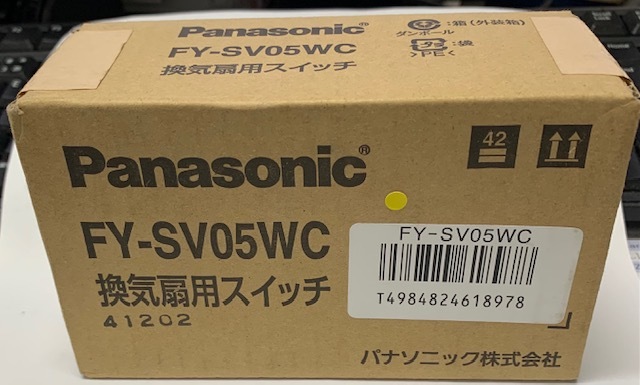 Panasonic®
FY-SV05WC
換気扇用スイッチ
:箱(外装箱)
ダンボール
:袋
>PE<
Panasonic®
42
FY-SV05WC
換気扇用スイッチ
41202
FY-SV05WC
T4984824618978
パナソニック株式会社